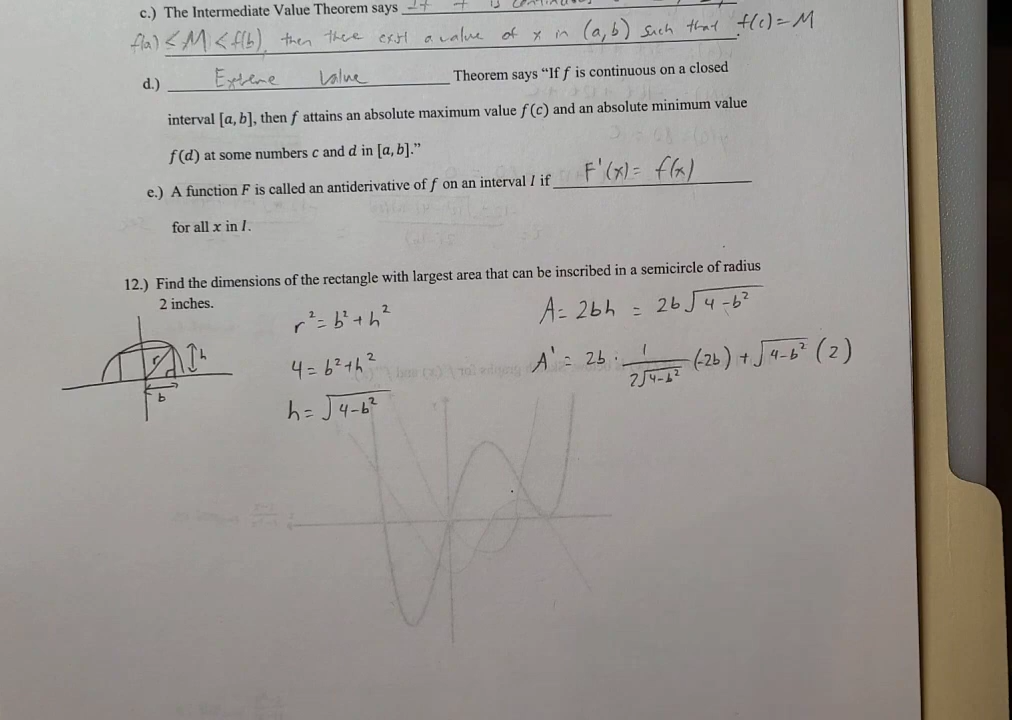 c.) The Intermediate Value Theorem says If f is continuous
f(a) ≤ M ≤ f(b), then there exist a value of x in (a,b) such that f(c) = M
d.) Exteme Value Theorem says “If f is continuous on a closed
interval [a, b], then f attains an absolute maximum value f(c) and an absolute minimum value
f(d) at some numbers c and d in [a, b].”
e.) A function F is called an antiderivative of f on an interval I if F'(x) = f(x)
for all x in I.
12.) Find the dimensions of the rectangle with largest area that can be inscribed in a semicircle of radius
2 inches.
r² = b² + h²
4 = b² + h²
h = √(4-b²)
r
h
b
A = 2bh = 2b√(4-b²)
A' = 2b · 1/(2√(4-b²)) (-2b) + √(4-b²) (2)